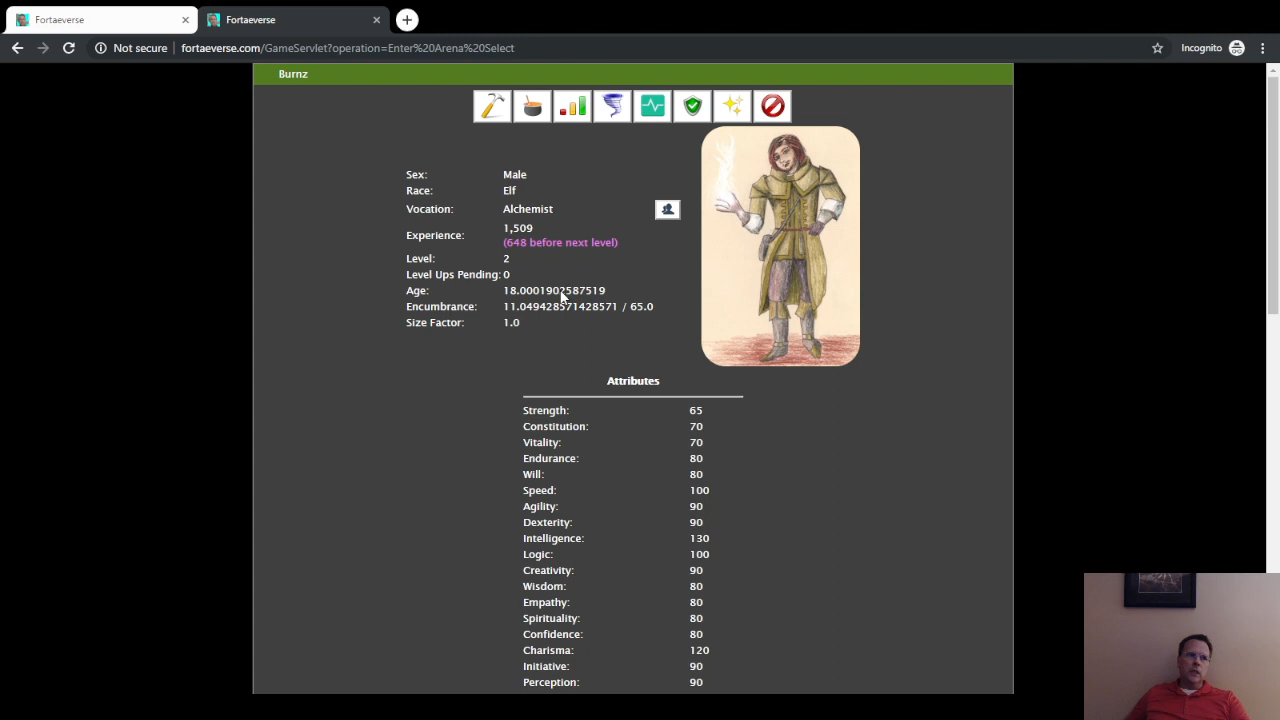 Fortaeverse
Fortaeverse
Not secure
fortaeverse.com/GameServlet?operation=Enter%20Arena%20Select
Incognito
Burnz
Sex: Male
Race: Elf
Vocation: Alchemist
Experience: 1,509
(648 before next level)
Level: 2
Level Ups Pending: 0
Age: 18.0001902587519
Encumbrance: 11.049428571428571 / 65.0
Size Factor: 1.0
Attributes
Strength: 65
Constitution: 70
Vitality: 70
Endurance: 80
Will: 80
Speed: 100
Agility: 90
Dexterity: 90
Intelligence: 130
Logic: 100
Creativity: 90
Wisdom: 80
Empathy: 80
Spirituality: 80
Confidence: 80
Charisma: 120
Initiative: 90
Perception: 90